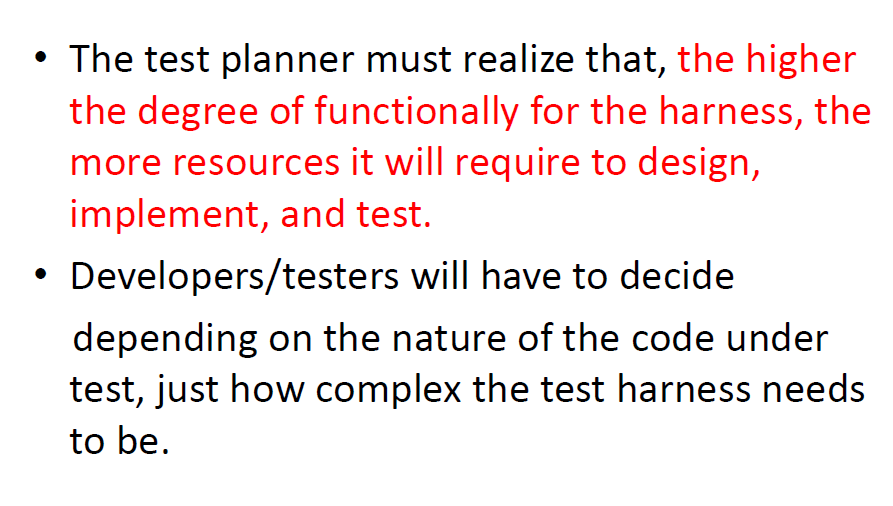 • The test planner must realize that, the higher
the degree of functionally for the harness, the
more resources it will require to design,
implement, and test.
• Developers/testers will have to decide
depending on the nature of the code under
test, just how complex the test harness needs
to be.